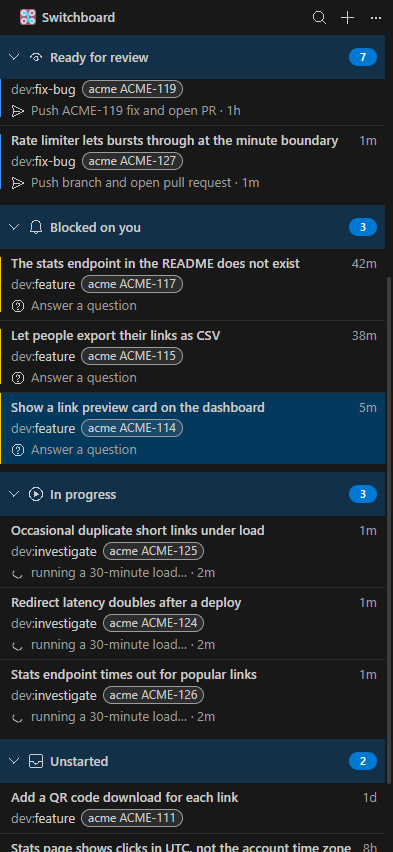 Switchboard
Ready for review 7
dev:fix-bug acme ACME-119
Push ACME-119 fix and open PR · 1h
Rate limiter lets bursts through at the minute boundary 1m
dev:fix-bug acme ACME-127
Push branch and open pull request · 1m
Blocked on you 3
The stats endpoint in the README does not exist 42m
dev:feature acme ACME-117
Answer a question
Let people export their links as CSV 38m
dev:feature acme ACME-115
Answer a question
Show a link preview card on the dashboard 5m
dev:feature acme ACME-114
Answer a question
In progress 3
Occasional duplicate short links under load 1m
dev:investigate acme ACME-125
running a 30-minute load... · 2m
Redirect latency doubles after a deploy 1m
dev:investigate acme ACME-124
running a 30-minute load... · 2m
Stats endpoint times out for popular links 1m
dev:investigate acme ACME-126
running a 30-minute load... · 2m
Unstarted 2
Add a QR code download for each link 1d
dev:feature acme ACME-111
Stats page shows clicks in UTC, not the account time zone 8h